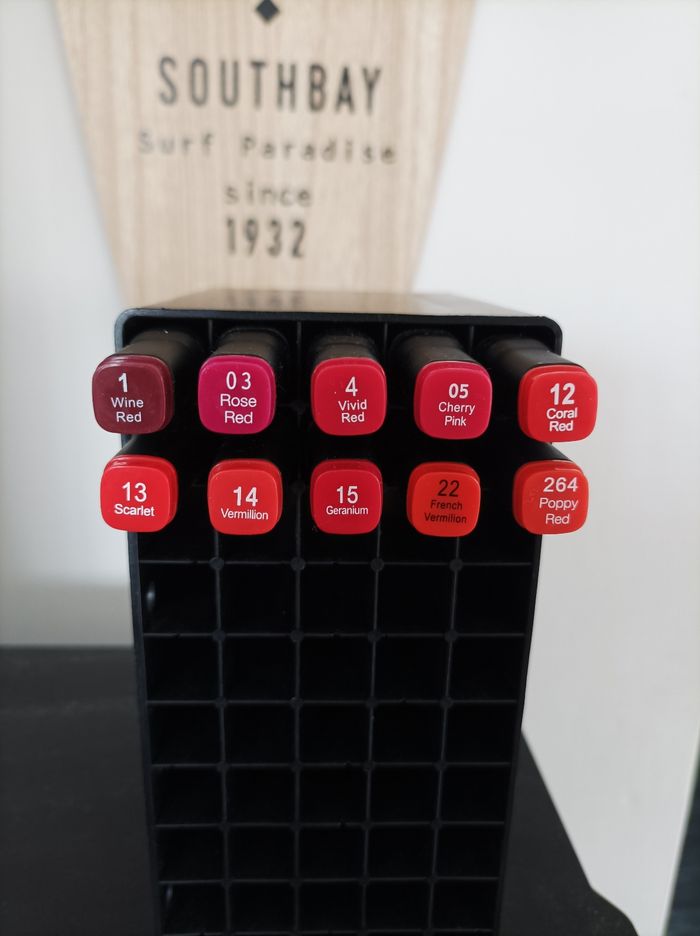 SOUTHBAY
Surf Paradise
since
1932
1
Wine
Red
03
Rose
Red
4
Vivid
Red
05
Cherry
Pink
12
Coral
Red
13
Scarlet
14
Vermillion
15
Geranium
22
French
Vermilion
264
Poppy
Red